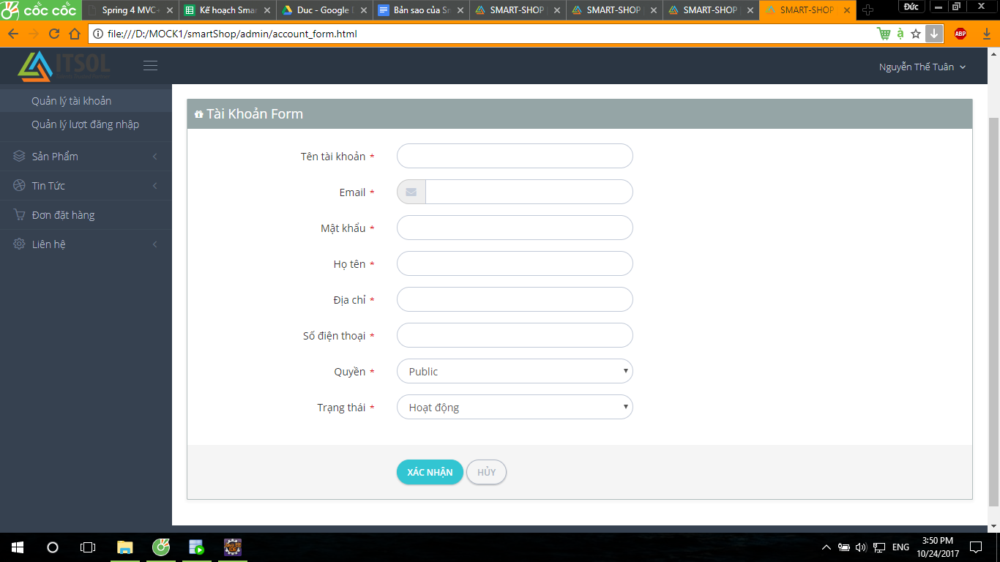 cốc cốc
Spring 4 MVC
Kế hoạch Smar
Duc - Google
Bản sao của Sr
SMART-SHOP
SMART-SHOP
SMART-SHOP
SMART-SHOP
Đức
file:///D:/MOCK1/smartShop/admin/account_form.html
ABP
ITSOL
Nguyễn Thế Tuân
Quản lý tài khoản
Quản lý lượt đăng nhập
Sản Phẩm
Tin Tức
Đơn đặt hàng
Liên hệ
Tài Khoản Form
Tên tài khoản *
Email *
Mật khẩu *
Họ tên *
Địa chỉ *
Số điện thoại *
Quyền *
Public
Trạng thái *
Hoạt động
XÁC NHẬN
HỦY
ENG
3:50 PM
10/24/2017